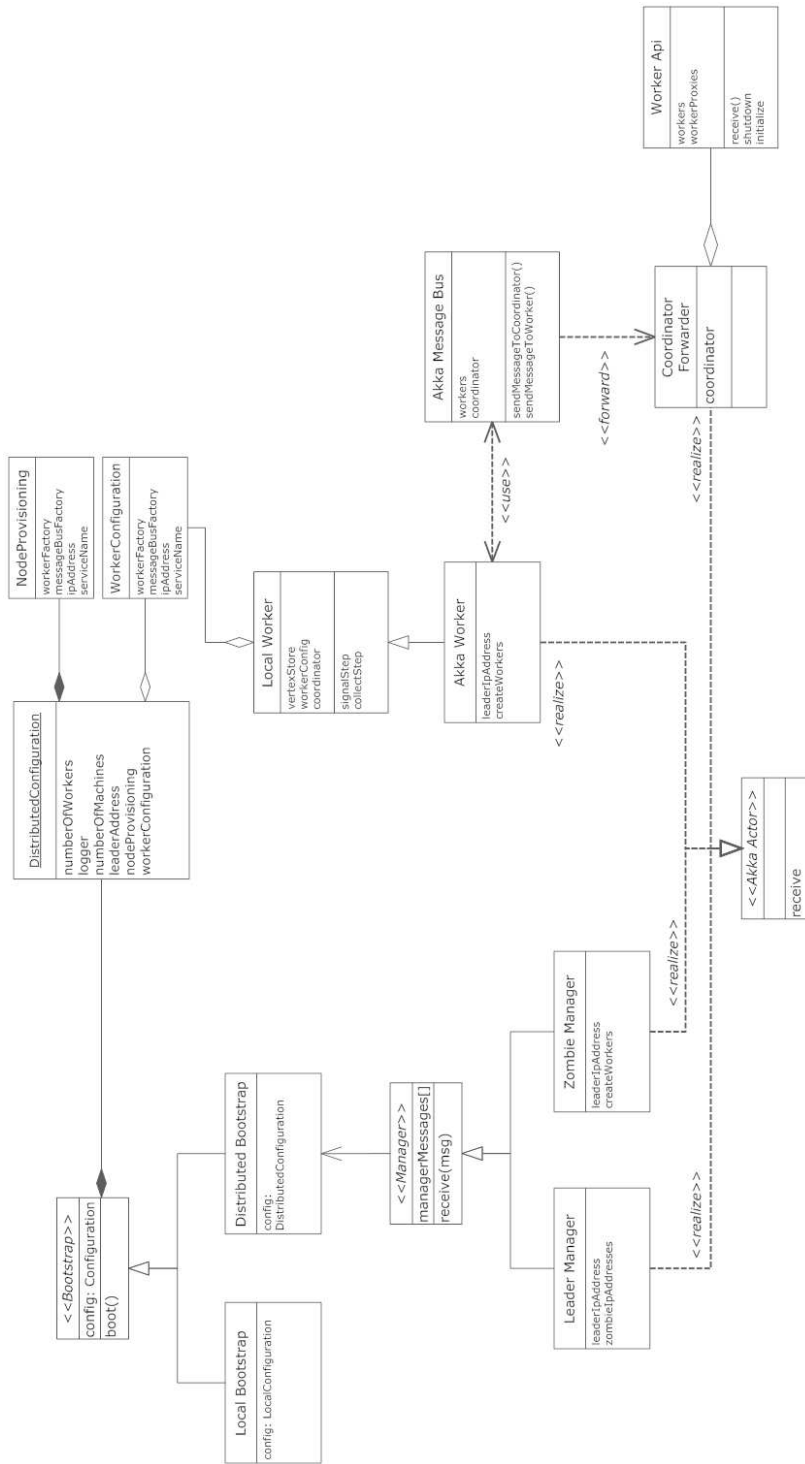 <<Bootstrap>>
config: Configuration
boot()
DistributedConfiguration
numberOfWorkers
logger
numberOfMachines
leaderAddress
nodeProvisioning
workerConfiguration
NodeProvisioning
workerFactory
messageBusFactory
ipAddress
serviceName
WorkerConfiguration
workerFactory
messageBusFactory
ipAddress
serviceName
Local Bootstrap
config: LocalConfiguration
Distributed Bootstrap
config:
DistributedConfiguration
Local Worker
vertexStore
workerConfig
coordinator
signalStep
collectStep
<<Manager>>
managerMessages[]
receive(msg)
Akka Worker
leaderIpAddress
createWorkers
<<use>>
Akka Message Bus
workers
coordinator
sendMessageToCoordinator()
sendMessageToWorker()
Leader Manager
leaderIpAddress
zombieIpAddresses
Zombie Manager
leaderIpAddress
createWorkers
<<realize>>
<<forward>>
<<realize>>
<<realize>>
<<realize>>
Coordinator
Forwarder
coordinator
Worker Api
workers
workerProxies
receive()
shutdown
initialize
<<Akka Actor>>
receive